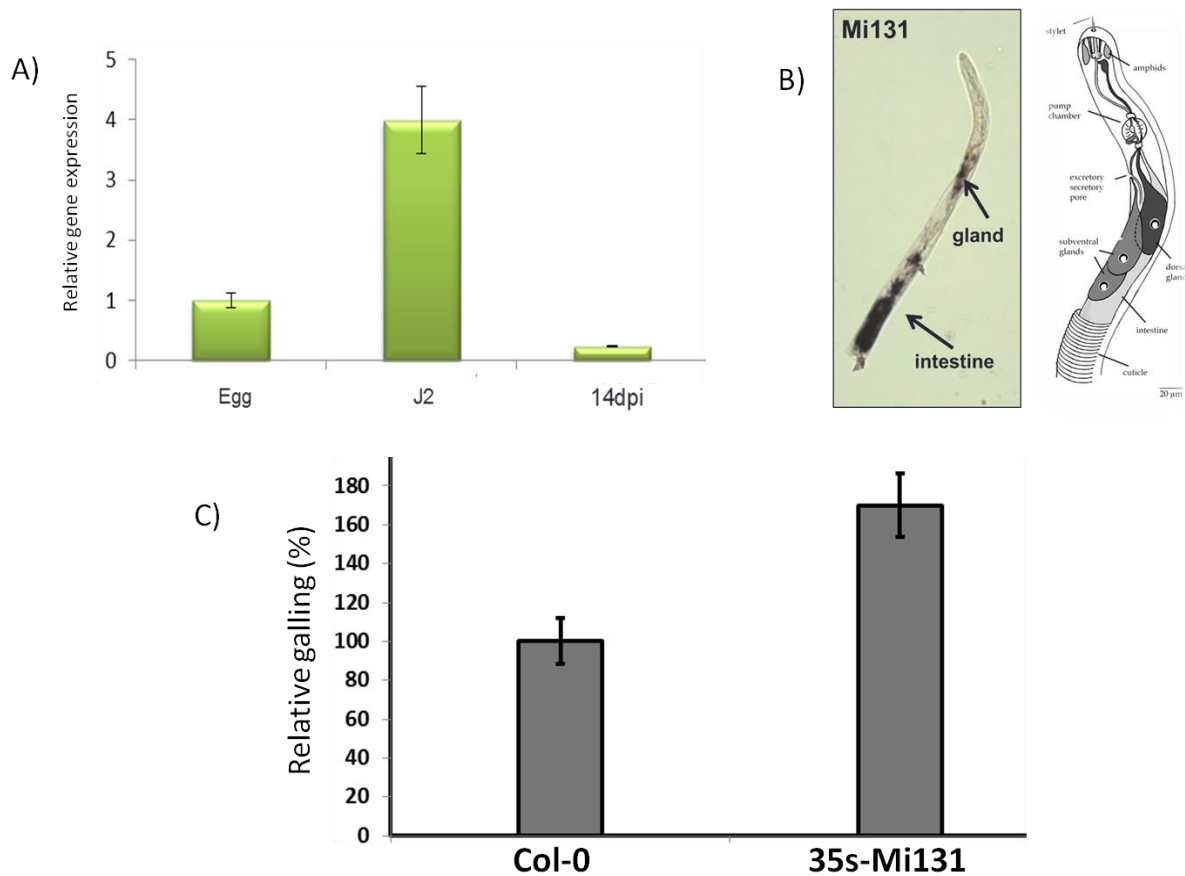 A)
Relative gene expression
5
4
3
2
1
0
Egg
J2
14dpi
B)
Mi131
gland
intestine
stylet
amphids
pump
chamber
excretory
secretory
pore
subventral
glands
dorsa
gland
intestine
cuticle
20 μm
C)
Relative galling (%)
180
160
140
120
100
80
60
40
20
0
Col-0
35s-Mi131